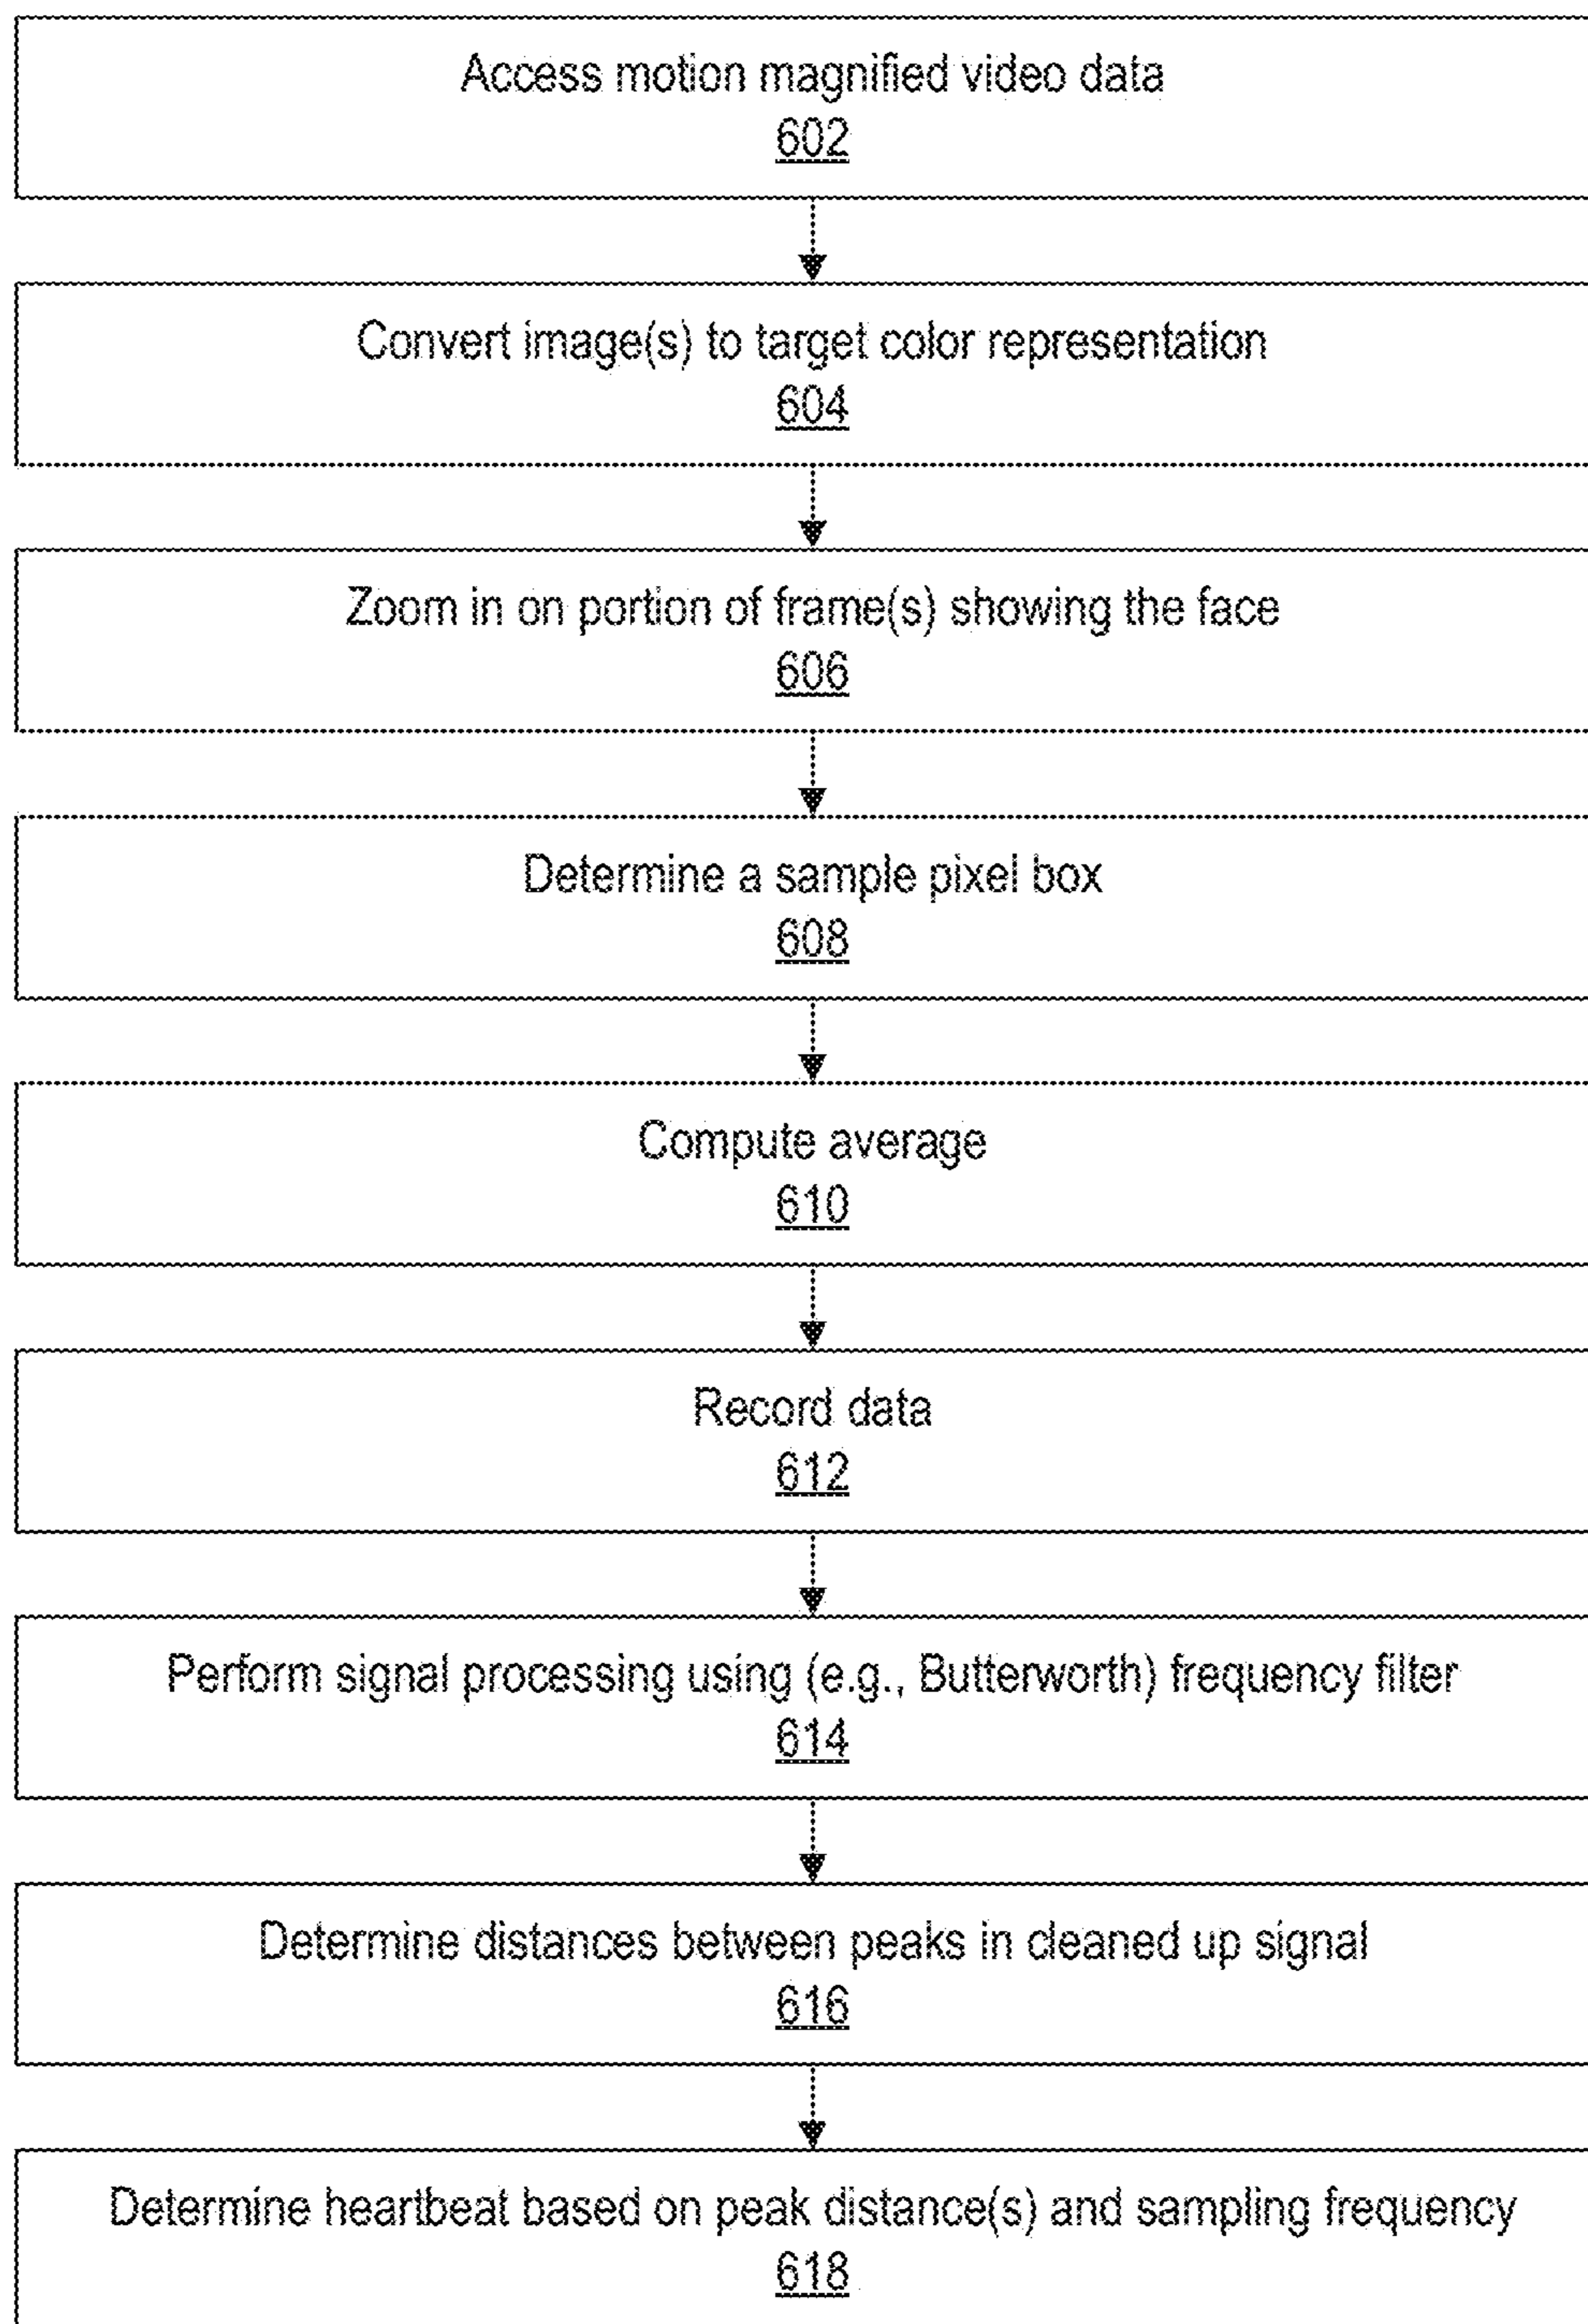 Access motion magnified video data
602
Convert image(s) to target color representation
604
Zoom in on portion of frame(s) showing the face
606
Determine a sample pixel box
608
Compute average
610
Record data
612
Perform signal processing using (e.g., Butterworth) frequency filter
614
Determine distances between peaks in cleaned up signal
616
Determine heartbeat based on peak distance(s) and sampling frequency
618